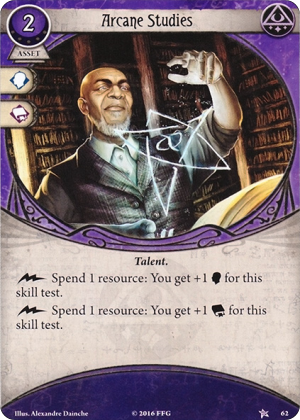 Arcane Studies
2
ASSET
Talent.
Spend 1 resource: You get +1 for this
skill test.
Spend 1 resource: You get +1 for this
skill test.
Illus. Alexandre Dainche © 2016 FFG 62